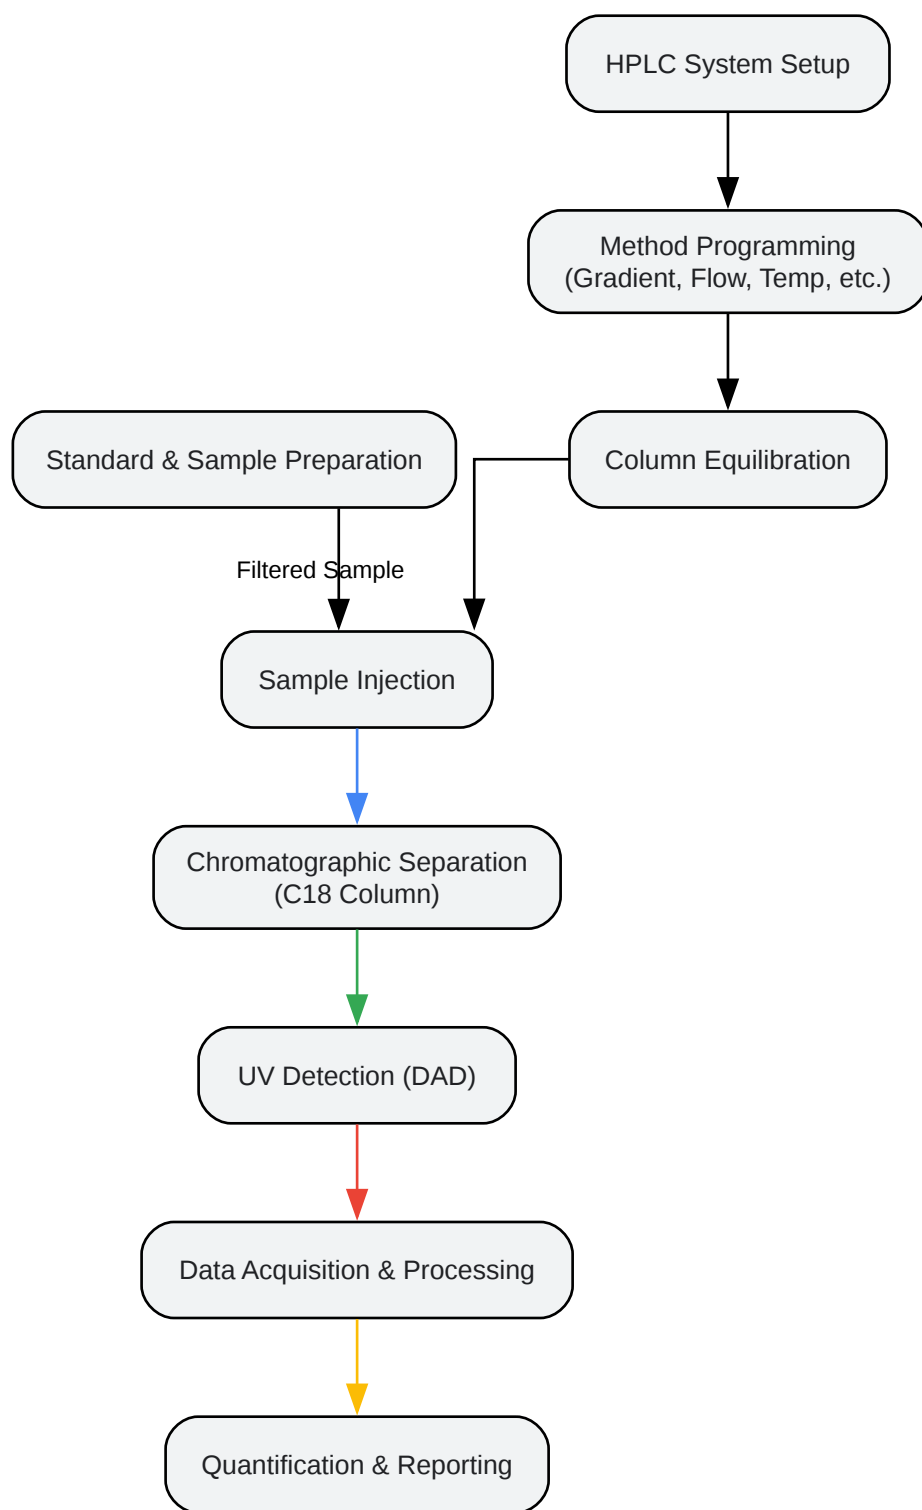 HPLC System Setup
Method Programming
(Gradient, Flow, Temp, etc.)
Standard & Sample Preparation
Column Equilibration
Filtered Sample
Sample Injection
Chromatographic Separation
(C18 Column)
UV Detection (DAD)
Data Acquisition & Processing
Quantification & Reporting